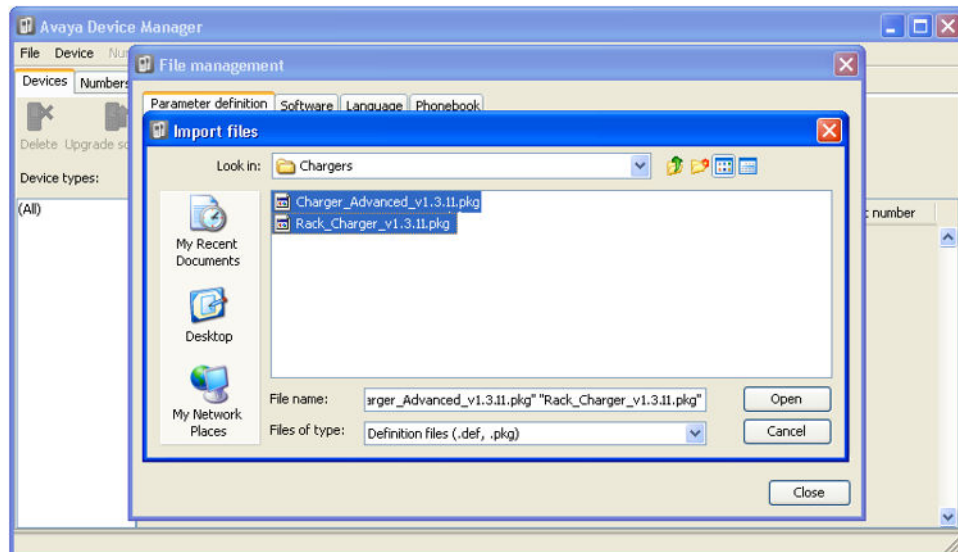 Avaya Device Manager
File Device Nu
File management
Devices Numbers
Parameter definition Software Language Phonebook
Delete Upgrade so
Import files
Look in: Chargers
Device types:
(All)
Charger_Advanced_v1.3.11.pkg
Rack_Charger_v1.3.11.pkg
number
My Recent
Documents
Desktop
My Network
Places
File name: arger_Advanced_v1.3.11.pkg" "Rack_Charger_v1.3.11.pkg"
Open
Files of type: Definition files (.def, .pkg)
Cancel
Close